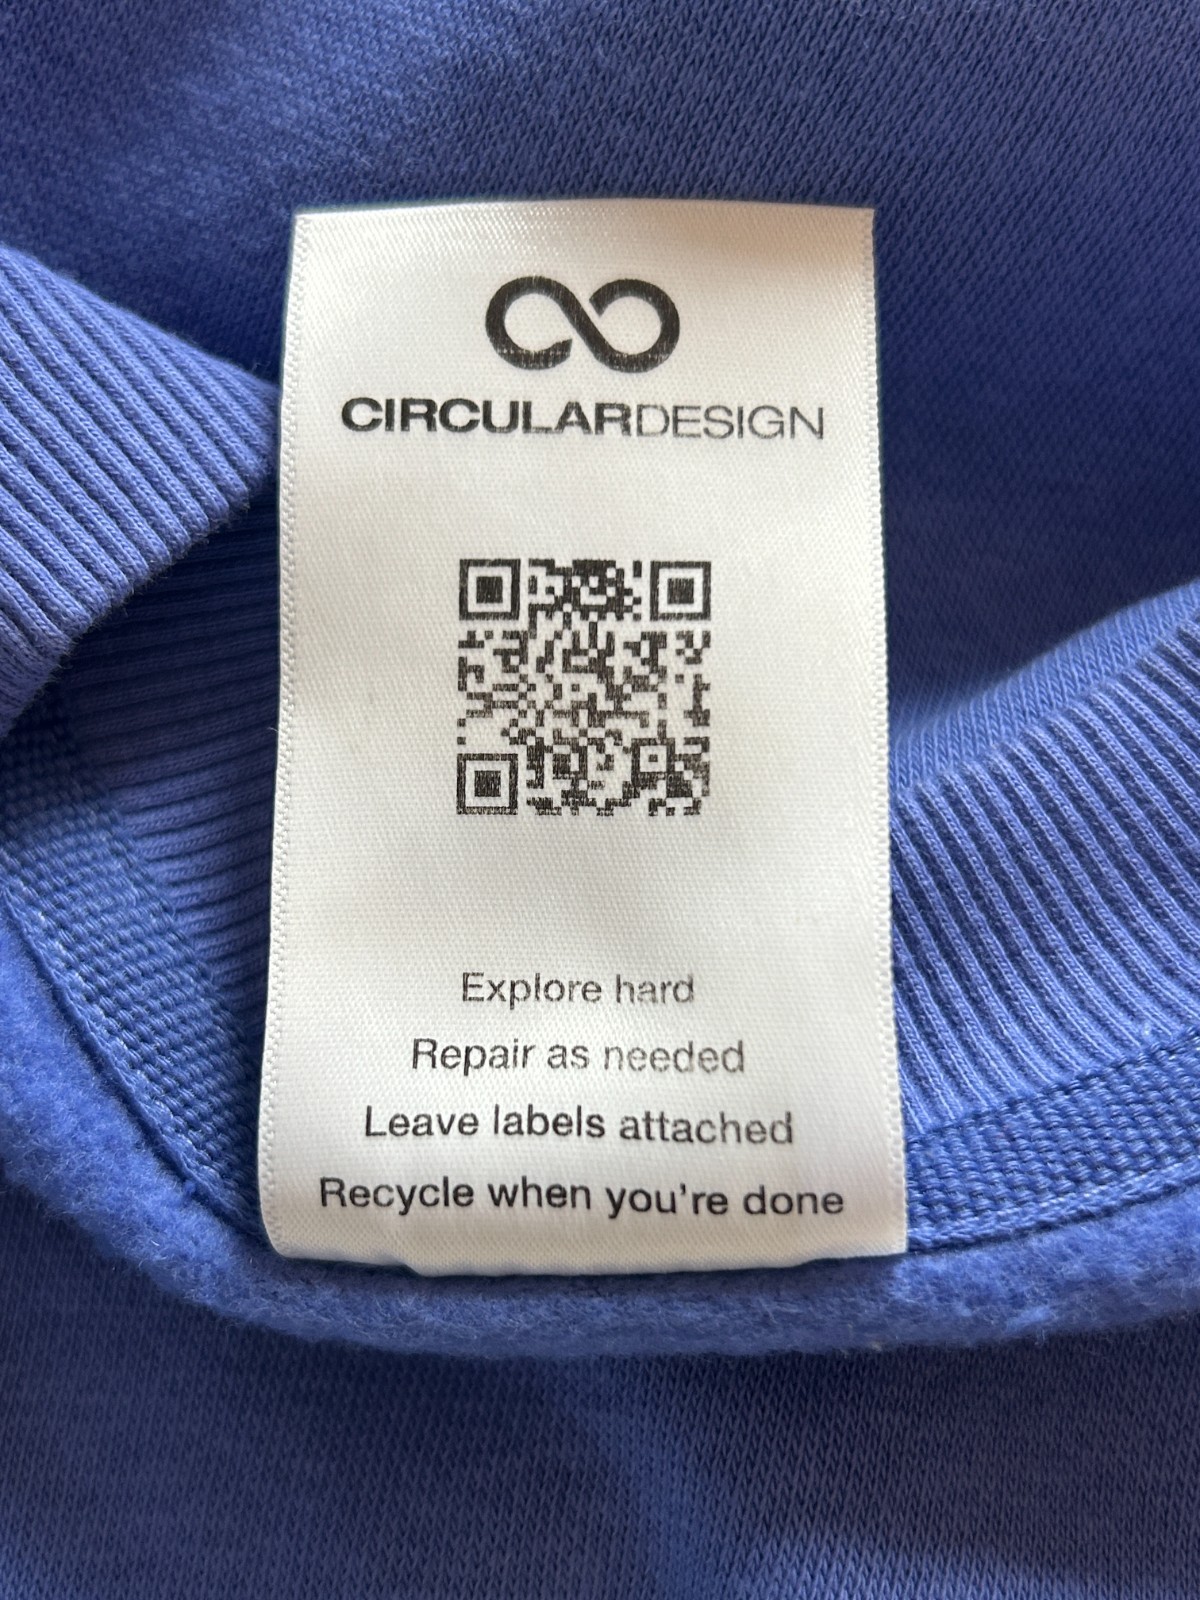 CIRCULARDESIGN
Explore hard
Repair as needed
Leave labels attached
Recycle when you're done